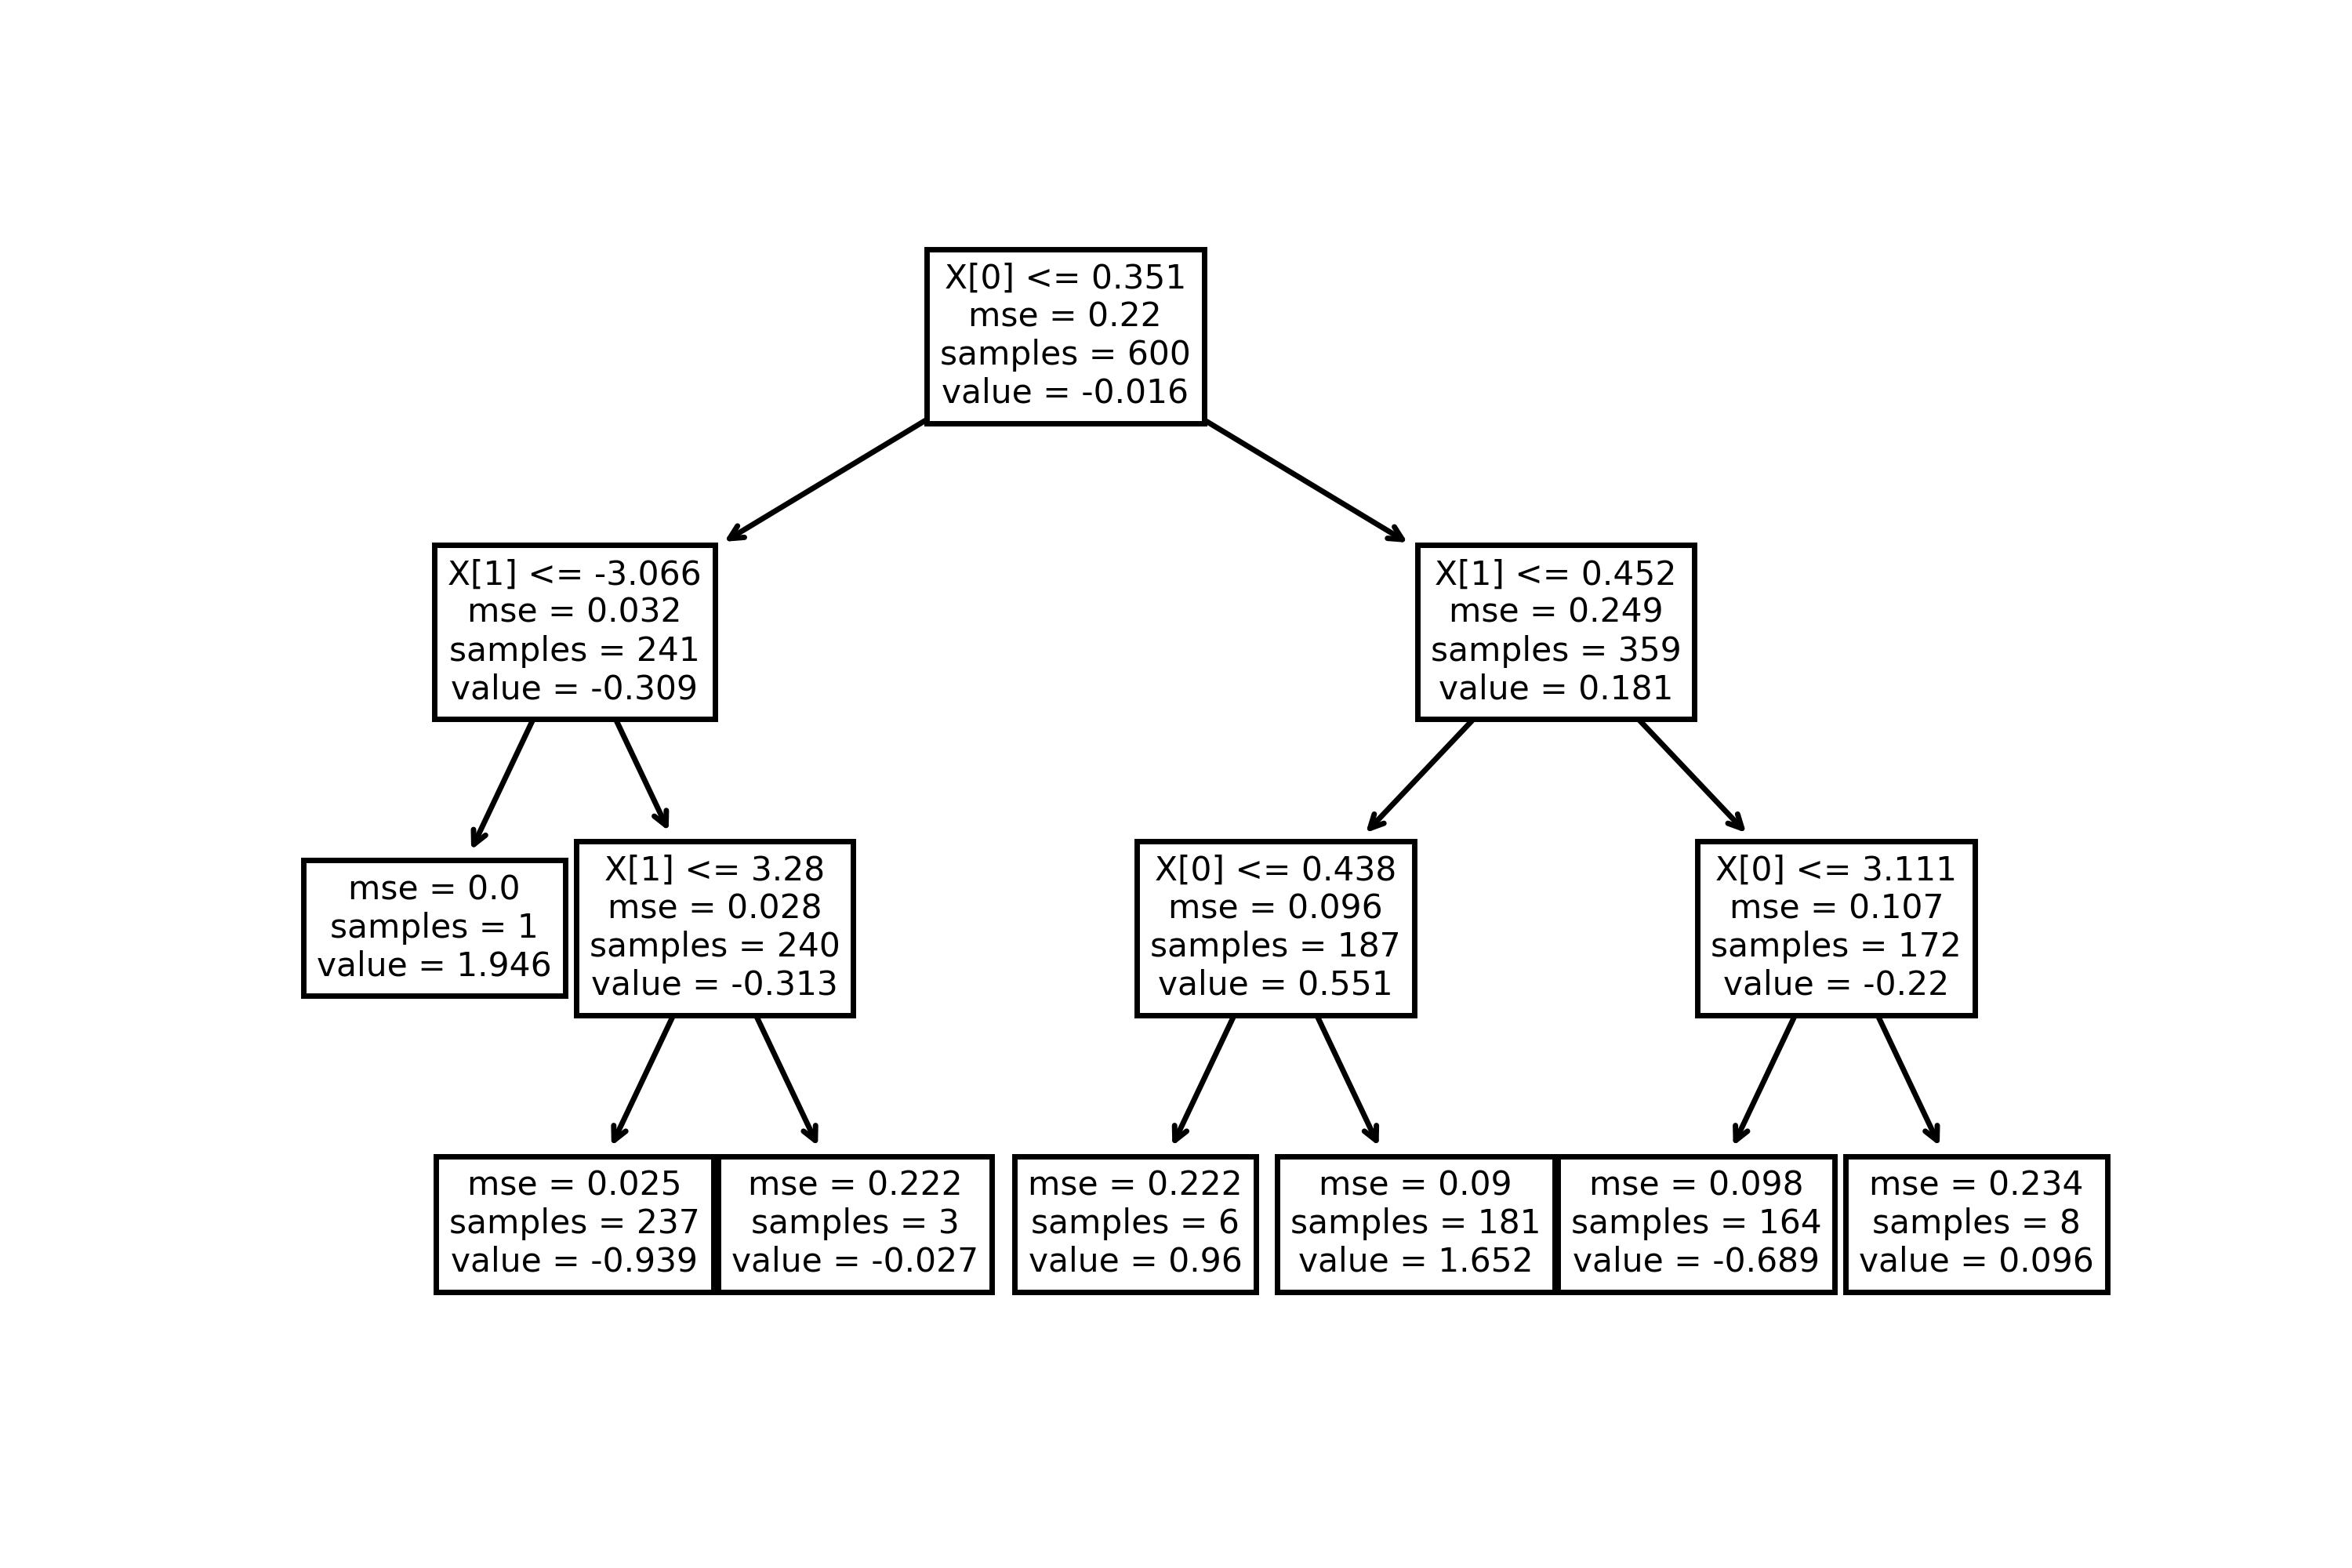 X[0] <= 0.351
mse = 0.22
samples = 600
value = -0.016
X[1] <= -3.066
mse = 0.032
samples = 241
value = -0.309
X[1] <= 0.452
mse = 0.249
samples = 359
value = 0.181
mse = 0.0
samples = 1
value = 1.946
X[1] <= 3.28
mse = 0.028
samples = 240
value = -0.313
X[0] <= 0.438
mse = 0.096
samples = 187
value = 0.551
X[0] <= 3.111
mse = 0.107
samples = 172
value = -0.22
mse = 0.025
samples = 237
value = -0.939
mse = 0.222
samples = 3
value = -0.027
mse = 0.222
samples = 6
value = 0.96
mse = 0.09
samples = 181
value = 1.652
mse = 0.098
samples = 164
value = -0.689
mse = 0.234
samples = 8
value = 0.096